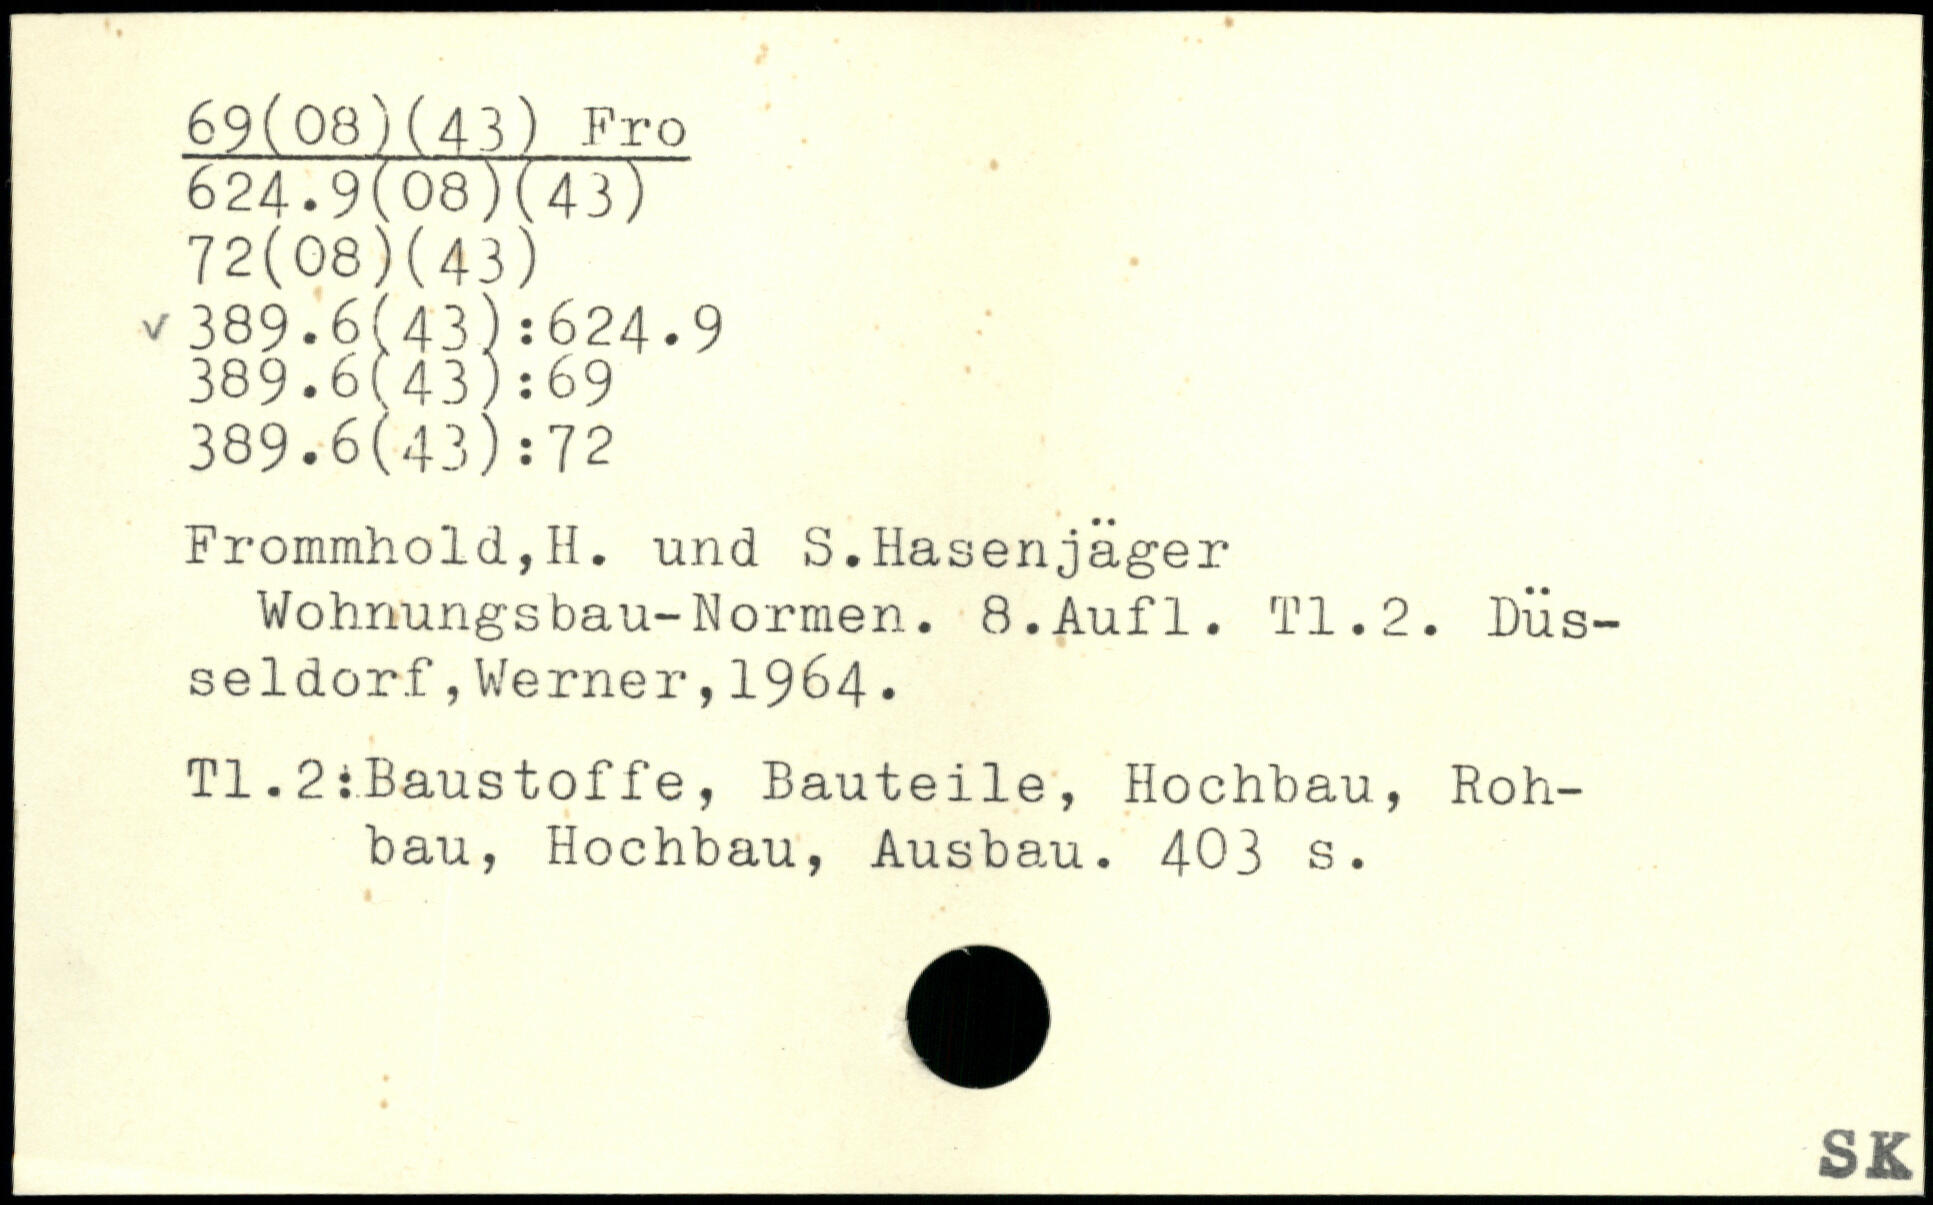 69(08)(43) Fro
624.9(08)(43)
72(08)(43)
v 389.6(43):624.9
389.6(43):69
389.6(43):72
Frommhold,H. und S.Hasenjäger
Wohnungsbau-Normen. 8.Aufl. Tl.2. Düs-
seldorf,Werner,1964.
Tl.2:Baustoffe, Bauteile, Hochbau, Roh-
bau, Hochbau, Ausbau. 403 s.
SK